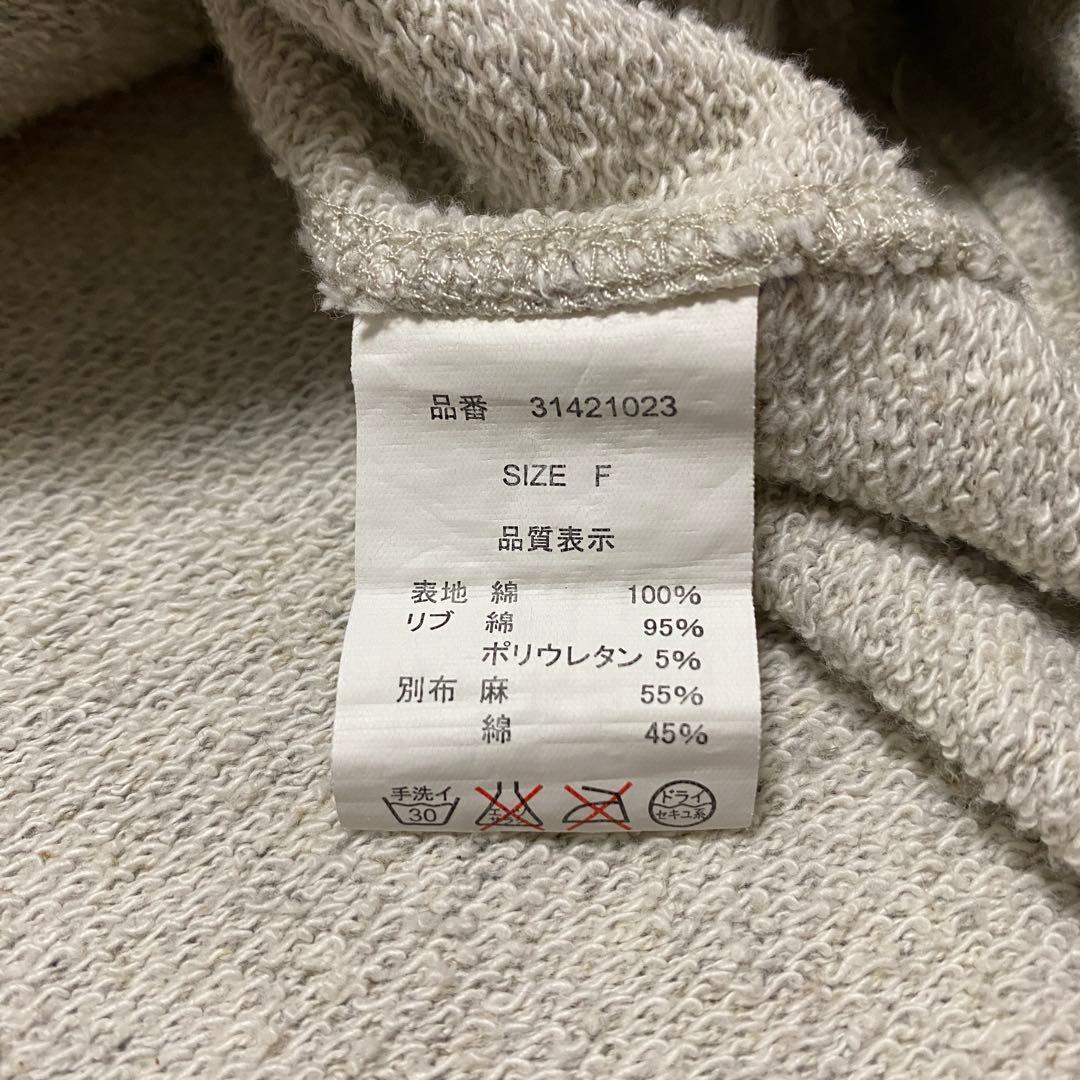 品番 31421023
SIZE F
品質表示
表地 綿 100%
リブ 綿 95%
ポリウレタン 5%
別布 麻 55%
綿 45%
手洗イ 30 ドライ セキユ系